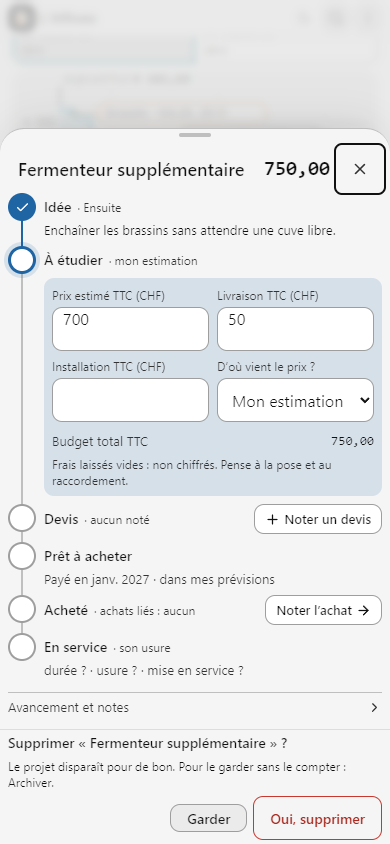 Fermenteur supplémentaire 750,00 ×
Idée · Ensuite
Enchaîner les brassins sans attendre une cuve libre.
À étudier · mon estimation
Prix estimé TTC (CHF) Livraison TTC (CHF)
700 50
Installation TTC (CHF) D'où vient le prix ?
Mon estimation
Budget total TTC 750,00
Frais laissés vides : non chiffrés. Pense à la pose et au
raccordement.
Devis · aucun noté + Noter un devis
Prêt à acheter
Payé en janv. 2027 · dans mes prévisions
Acheté · achats liés : aucun Noter l'achat →
En service · son usure
durée ? · usure ? · mise en service ?
Avancement et notes
Supprimer « Fermenteur supplémentaire » ?
Le projet disparaît pour de bon. Pour le garder sans le compter :
Archiver.
Garder Oui, supprimer